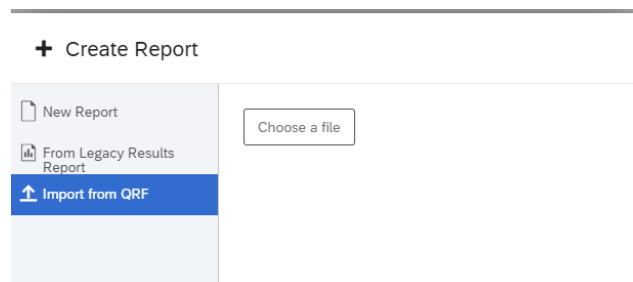 Create Report
New Report
From Legacy Results
Report
Import from QRF
Choose a file